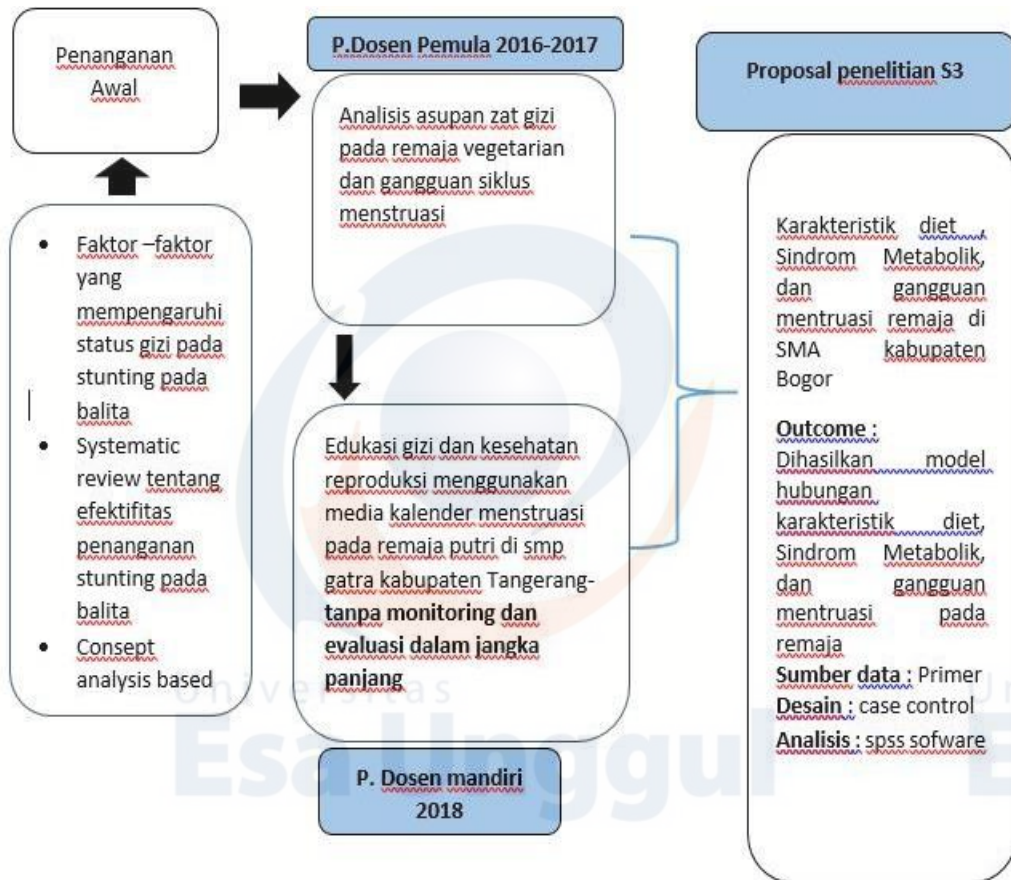 Penanganan
Awal
• Faktor –faktor
yang
mempengaruhi
status gizi pada
stunting pada
balita
• Systematic
review tentang
efektifitas
penanganan
stunting pada
balita
• Consept
analysis based
P.Dosen Pemula 2016-2017
Analisis asupan zat gizi
pada remaja vegetarian
dan gangguan siklus
menstruasi
Edukasi gizi dan kesehatan
reproduksi menggunakan
media kalender menstruasi
pada remaja putri di smp
gatra kabupaten Tangerang-
tanpa monitoring dan
evaluasi dalam jangka
panjang
P. Dosen mandiri
2018
Proposal penelitian S3
Karakteristik diet ,
Sindrom Metabolik,
dan gangguan
mentruasi remaja di
SMA kabupaten
Bogor
Outcome :
Dihasilkan model
hubungan
karakteristik diet,
Sindrom Metabolik,
dan gangguan
mentruasi pada
remaja
Sumber data : Primer
Desain : case control
Analisis : spss sofware
Universitas
Esa Unggul
Un
E